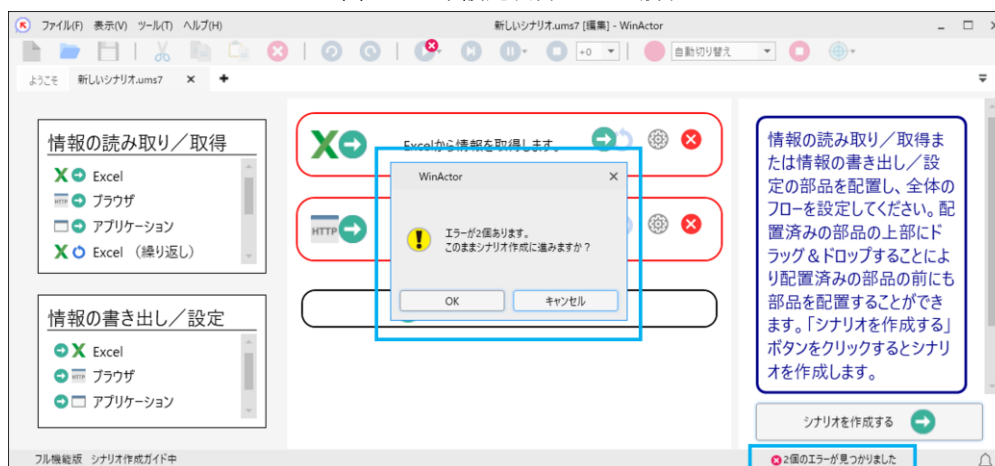 ファイル(F) 表示(V) ツール(T) ヘルプ(H)
新しいシナリオ.ums7 [編集] - WinActor
+0
自動切り替え
ようこそ 新しいシナリオ.ums7
情報の読み取り／取得
Excel
HTTP ブラウザ
アプリケーション
Excel （繰り返し）
情報の書き出し／設定
Excel
HTTP ブラウザ
アプリケーション
Excelから情報を取得します。
HTTP
WinActor
エラーが2個あります。
このままシナリオ作成に進みますか？
OK キャンセル
情報の読み取り／取得ま
たは情報の書き出し／設
定の部品を配置し、全体の
フローを設定してください。配
置済みの部品の上部にド
ラッグ＆ドロップすることによ
り配置済みの部品の前にも
部品を配置することができ
ます。「シナリオを作成する」
ボタンをクリックするとシナリ
オを作成します。
シナリオを作成する
フル機能版 シナリオ作成ガイド中
2個のエラーが見つかりました